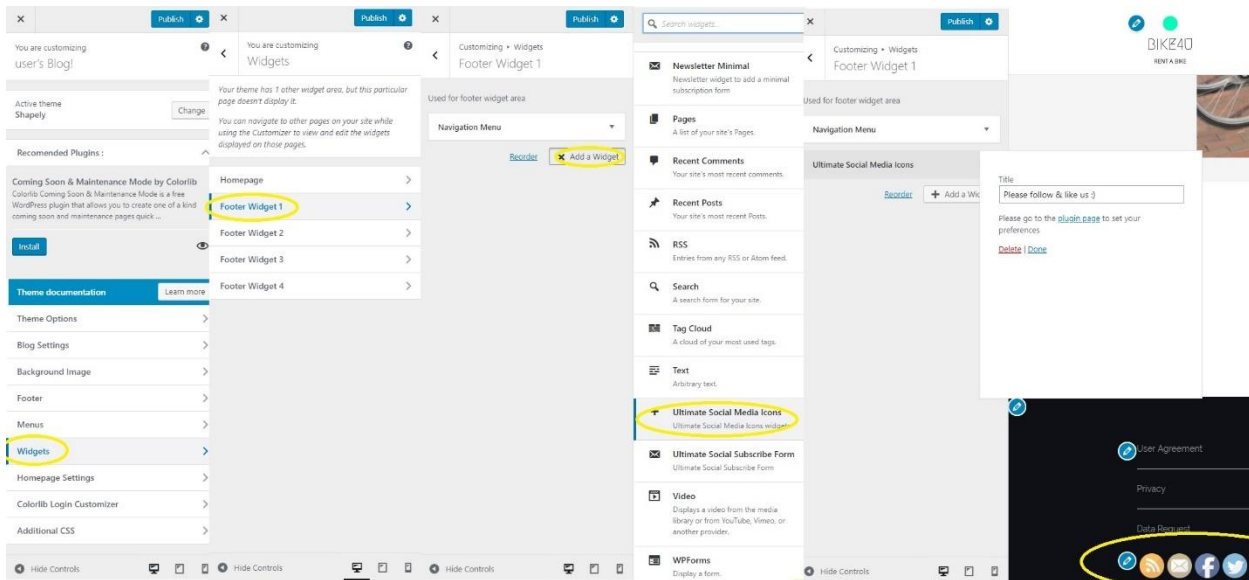 Publish
You are customizing
user's Blog!
Active theme
Shapely
Change
Recomended Plugins :
Coming Soon & Maintenance Mode by Colorlib
Colorlib Coming Soon & Maintenance Mode is a free
WordPress plugin that allows you to create one of a kind
coming soon and maintenance pages quick ...
Install
Theme documentation
Learn more
Theme Options
Blog Settings
Background Image
Footer
Menus
Widgets
Homepage Settings
Colorlib Login Customizer
Additional CSS
Hide Controls
Publish
You are customizing
Widgets
Your theme has 1 other widget area, but this particular
page doesn't display it.
You can navigate to other pages on your site while
using the Customizer to view and edit the widgets
displayed on those pages.
Homepage
Footer Widget 1
Footer Widget 2
Footer Widget 3
Footer Widget 4
Hide Controls
Publish
Customizing • Widgets
Footer Widget 1
Used for footer widget area
Navigation Menu
Reorder
Add a Widget
Hide Controls
Search widgets...
Newsletter Minimal
Newsletter widget to add a minimal
subscription form
Pages
A list of your site's Pages.
Recent Comments
Your site's most recent comments.
Recent Posts
Your site's most recent Posts.
RSS
Entries from any RSS or Atom feed.
Search
A search form for your site.
Tag Cloud
A cloud of your most used tags.
Text
Arbitrary text.
Ultimate Social Media Icons
Ultimate Social Media Icons widgets
Ultimate Social Subscribe Form
Ultimate Social Subscribe Form
Video
Displays a video from the media
library or from YouTube, Vimeo, or
another provider.
WPForms
Display a form.
Publish
Customizing • Widgets
Footer Widget 1
Used for footer widget area
Navigation Menu
Ultimate Social Media Icons
Reorder
Add a Wid
Hide Controls
Title
Please follow & like us :)
Please go to the plugin page to set your
preferences
Delete | Done
BIKE4U
RENT A BIKE
User Agreement
Privacy
Data Request